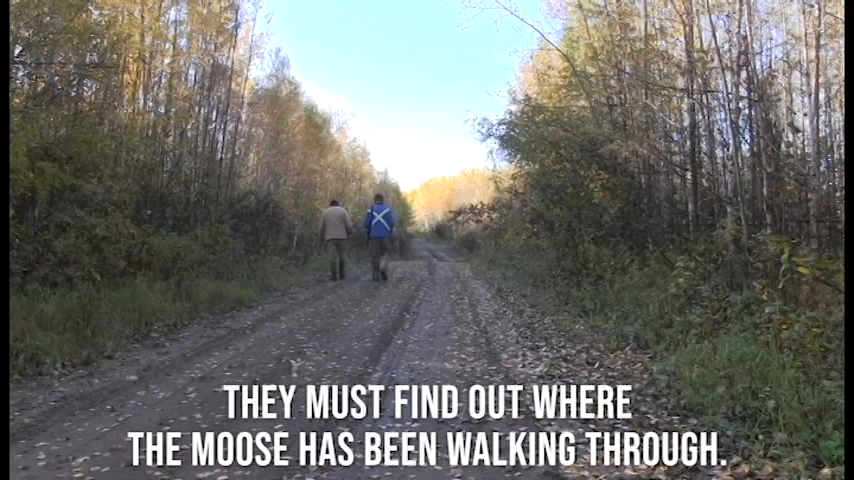 THEY MUST FIND OUT WHERE
THE MOOSE HAS BEEN WALKING THROUGH.